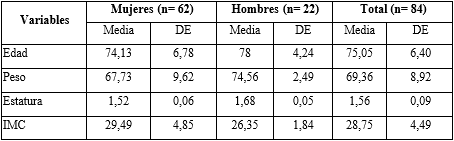 Variables Mujeres (n= 62) Hombres (n= 22) Total (n= 84)
Media DE Media DE Media DE
Edad 74,13 6,78 78 4,24 75,05 6,40
Peso 67,73 9,62 74,56 2,49 69,36 8,92
Estatura 1,52 0,06 1,68 0,05 1,56 0,09
IMC 29,49 4,85 26,35 1,84 28,75 4,49